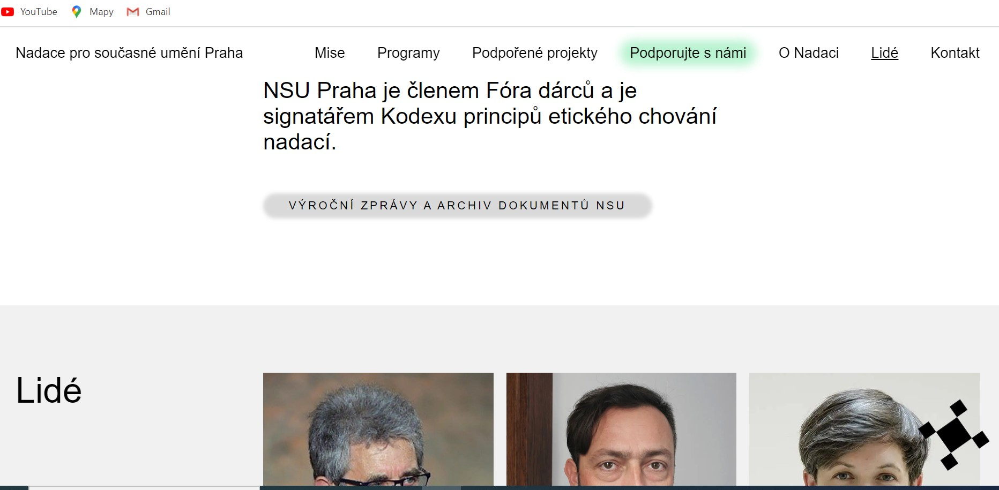 YouTube Mapy Gmail
Nadace pro současné umění Praha Mise Programy Podpořené projekty Podporujte s námi O Nadaci Lidé Kontakt
NSU Praha je členem Fóra dárců a je
signatářem Kodexu principů etického chování
nadací.
VÝROČNÍ ZPRÁVY A ARCHIV DOKUMENTŮ NSU
Lidé